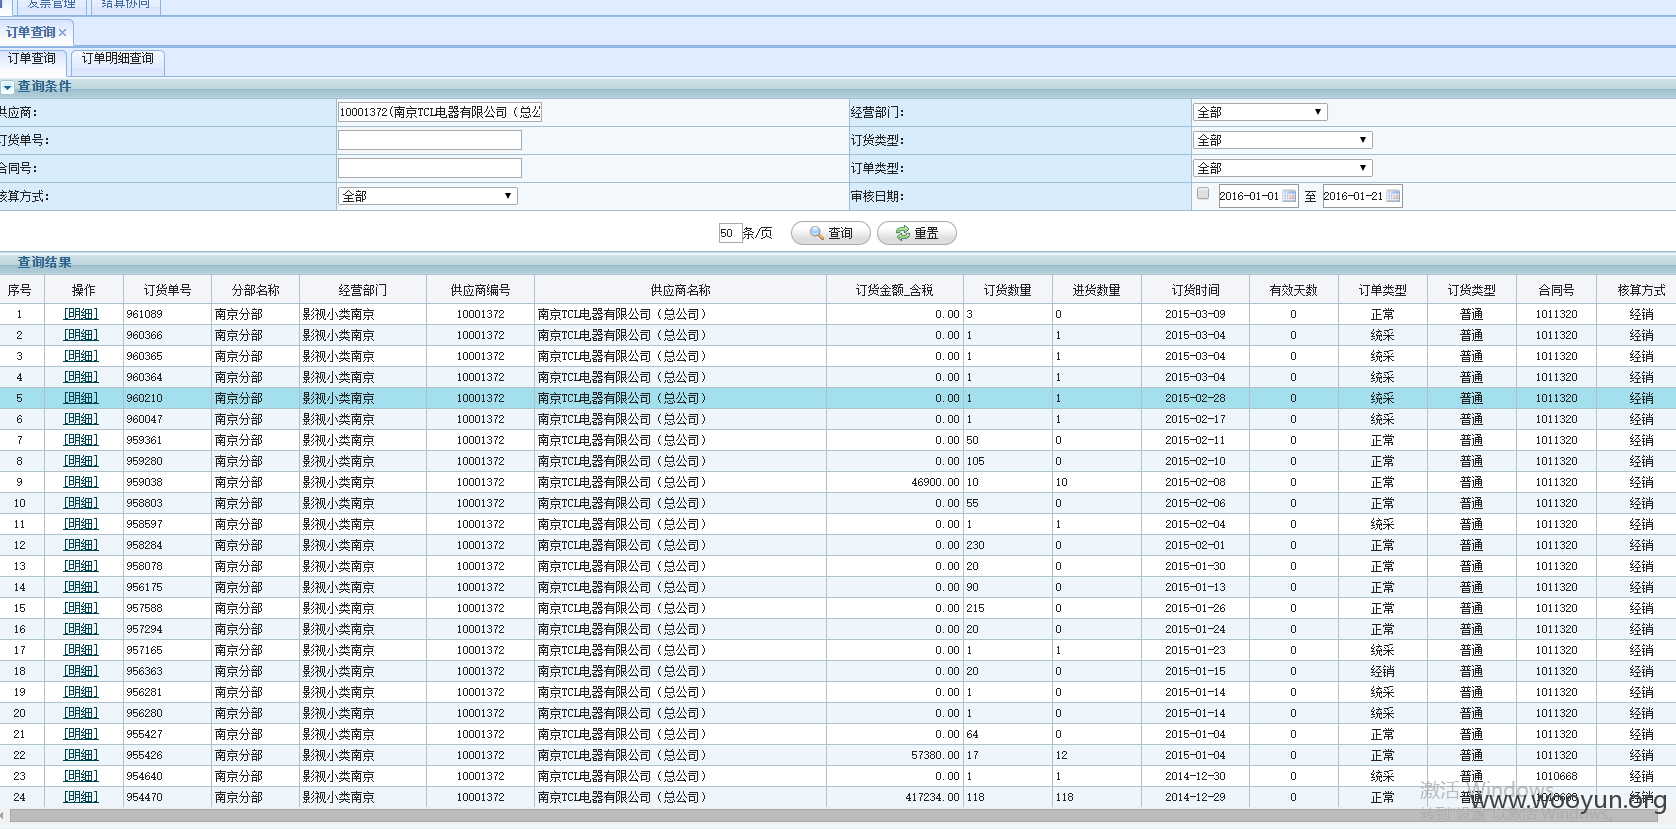 发票管理 结算协同
订单查询 ×
订单查询 订单明细查询
查询条件
供应商: 10001372(南京TCL电器有限公司（总公 经营部门: 全部
订货单号: 订货类型: 全部
合同号: 订单类型: 全部
核算方式: 全部 审核日期: 2016-01-01 至 2016-01-21
50 条/页 查询 重置
查询结果
序号 操作 订货单号 分部名称 经营部门 供应商编号 供应商名称 订货金额_含税 订货数量 进货数量 订货时间 有效天数 订单类型 订货类型 合同号 核算方式
1 [明细] 961089 南京分部 影视小类南京 10001372 南京TCL电器有限公司（总公司） 0.00 3 0 2015-03-09 0 正常 普通 1011320 经销
2 [明细] 960366 南京分部 影视小类南京 10001372 南京TCL电器有限公司（总公司） 0.00 1 1 2015-03-04 0 统采 普通 1011320 经销
3 [明细] 960365 南京分部 影视小类南京 10001372 南京TCL电器有限公司（总公司） 0.00 1 1 2015-03-04 0 统采 普通 1011320 经销
4 [明细] 960364 南京分部 影视小类南京 10001372 南京TCL电器有限公司（总公司） 0.00 1 1 2015-03-04 0 统采 普通 1011320 经销
5 [明细] 960210 南京分部 影视小类南京 10001372 南京TCL电器有限公司（总公司） 0.00 1 1 2015-02-28 0 统采 普通 1011320 经销
6 [明细] 960047 南京分部 影视小类南京 10001372 南京TCL电器有限公司（总公司） 0.00 1 1 2015-02-17 0 统采 普通 1011320 经销
7 [明细] 959361 南京分部 影视小类南京 10001372 南京TCL电器有限公司（总公司） 0.00 50 0 2015-02-11 0 正常 普通 1011320 经销
8 [明细] 959280 南京分部 影视小类南京 10001372 南京TCL电器有限公司（总公司） 0.00 105 0 2015-02-10 0 正常 普通 1011320 经销
9 [明细] 959038 南京分部 影视小类南京 10001372 南京TCL电器有限公司（总公司） 46900.00 10 10 2015-02-08 0 正常 普通 1011320 经销
10 [明细] 958803 南京分部 影视小类南京 10001372 南京TCL电器有限公司（总公司） 0.00 55 0 2015-02-06 0 正常 普通 1011320 经销
11 [明细] 958597 南京分部 影视小类南京 10001372 南京TCL电器有限公司（总公司） 0.00 1 1 2015-02-04 0 统采 普通 1011320 经销
12 [明细] 958284 南京分部 影视小类南京 10001372 南京TCL电器有限公司（总公司） 0.00 230 0 2015-02-01 0 正常 普通 1011320 经销
13 [明细] 958078 南京分部 影视小类南京 10001372 南京TCL电器有限公司（总公司） 0.00 20 0 2015-01-30 0 正常 普通 1011320 经销
14 [明细] 956175 南京分部 影视小类南京 10001372 南京TCL电器有限公司（总公司） 0.00 90 0 2015-01-13 0 正常 普通 1011320 经销
15 [明细] 957588 南京分部 影视小类南京 10001372 南京TCL电器有限公司（总公司） 0.00 215 0 2015-01-26 0 正常 普通 1011320 经销
16 [明细] 957294 南京分部 影视小类南京 10001372 南京TCL电器有限公司（总公司） 0.00 20 0 2015-01-24 0 正常 普通 1011320 经销
17 [明细] 957165 南京分部 影视小类南京 10001372 南京TCL电器有限公司（总公司） 0.00 1 1 2015-01-23 0 统采 普通 1011320 经销
18 [明细] 956363 南京分部 影视小类南京 10001372 南京TCL电器有限公司（总公司） 0.00 20 0 2015-01-15 0 经销 普通 1011320 经销
19 [明细] 956281 南京分部 影视小类南京 10001372 南京TCL电器有限公司（总公司） 0.00 1 0 2015-01-14 0 统采 普通 1011320 经销
20 [明细] 956280 南京分部 影视小类南京 10001372 南京TCL电器有限公司（总公司） 0.00 1 0 2015-01-14 0 统采 普通 1011320 经销
21 [明细] 955427 南京分部 影视小类南京 10001372 南京TCL电器有限公司（总公司） 0.00 64 0 2015-01-04 0 正常 普通 1011320 经销
22 [明细] 955426 南京分部 影视小类南京 10001372 南京TCL电器有限公司（总公司） 57380.00 17 12 2015-01-04 0 正常 普通 1011320 经销
23 [明细] 954640 南京分部 影视小类南京 10001372 南京TCL电器有限公司（总公司） 0.00 1 1 2014-12-30 0 统采 普通 1010668 经销
24 [明细] 954470 南京分部 影视小类南京 10001372 南京TCL电器有限公司（总公司） 417234.00 118 118 2014-12-29 0 正常 普通 1010668 经销
激活 Windows
转到"设置"以激活 Windows。
www.wooyun.org